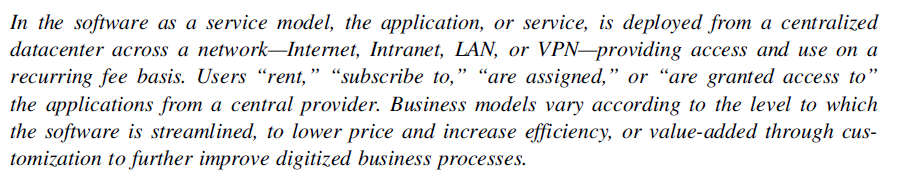 In the software as a service model, the application, or service, is deployed from a centralized
datacenter across a network—Internet, Intranet, LAN, or VPN—providing access and use on a
recurring fee basis. Users “rent,” “subscribe to,” “are assigned,” or “are granted access to”
the applications from a central provider. Business models vary according to the level to which
the software is streamlined, to lower price and increase efficiency, or value-added through cus-
tomization to further improve digitized business processes.